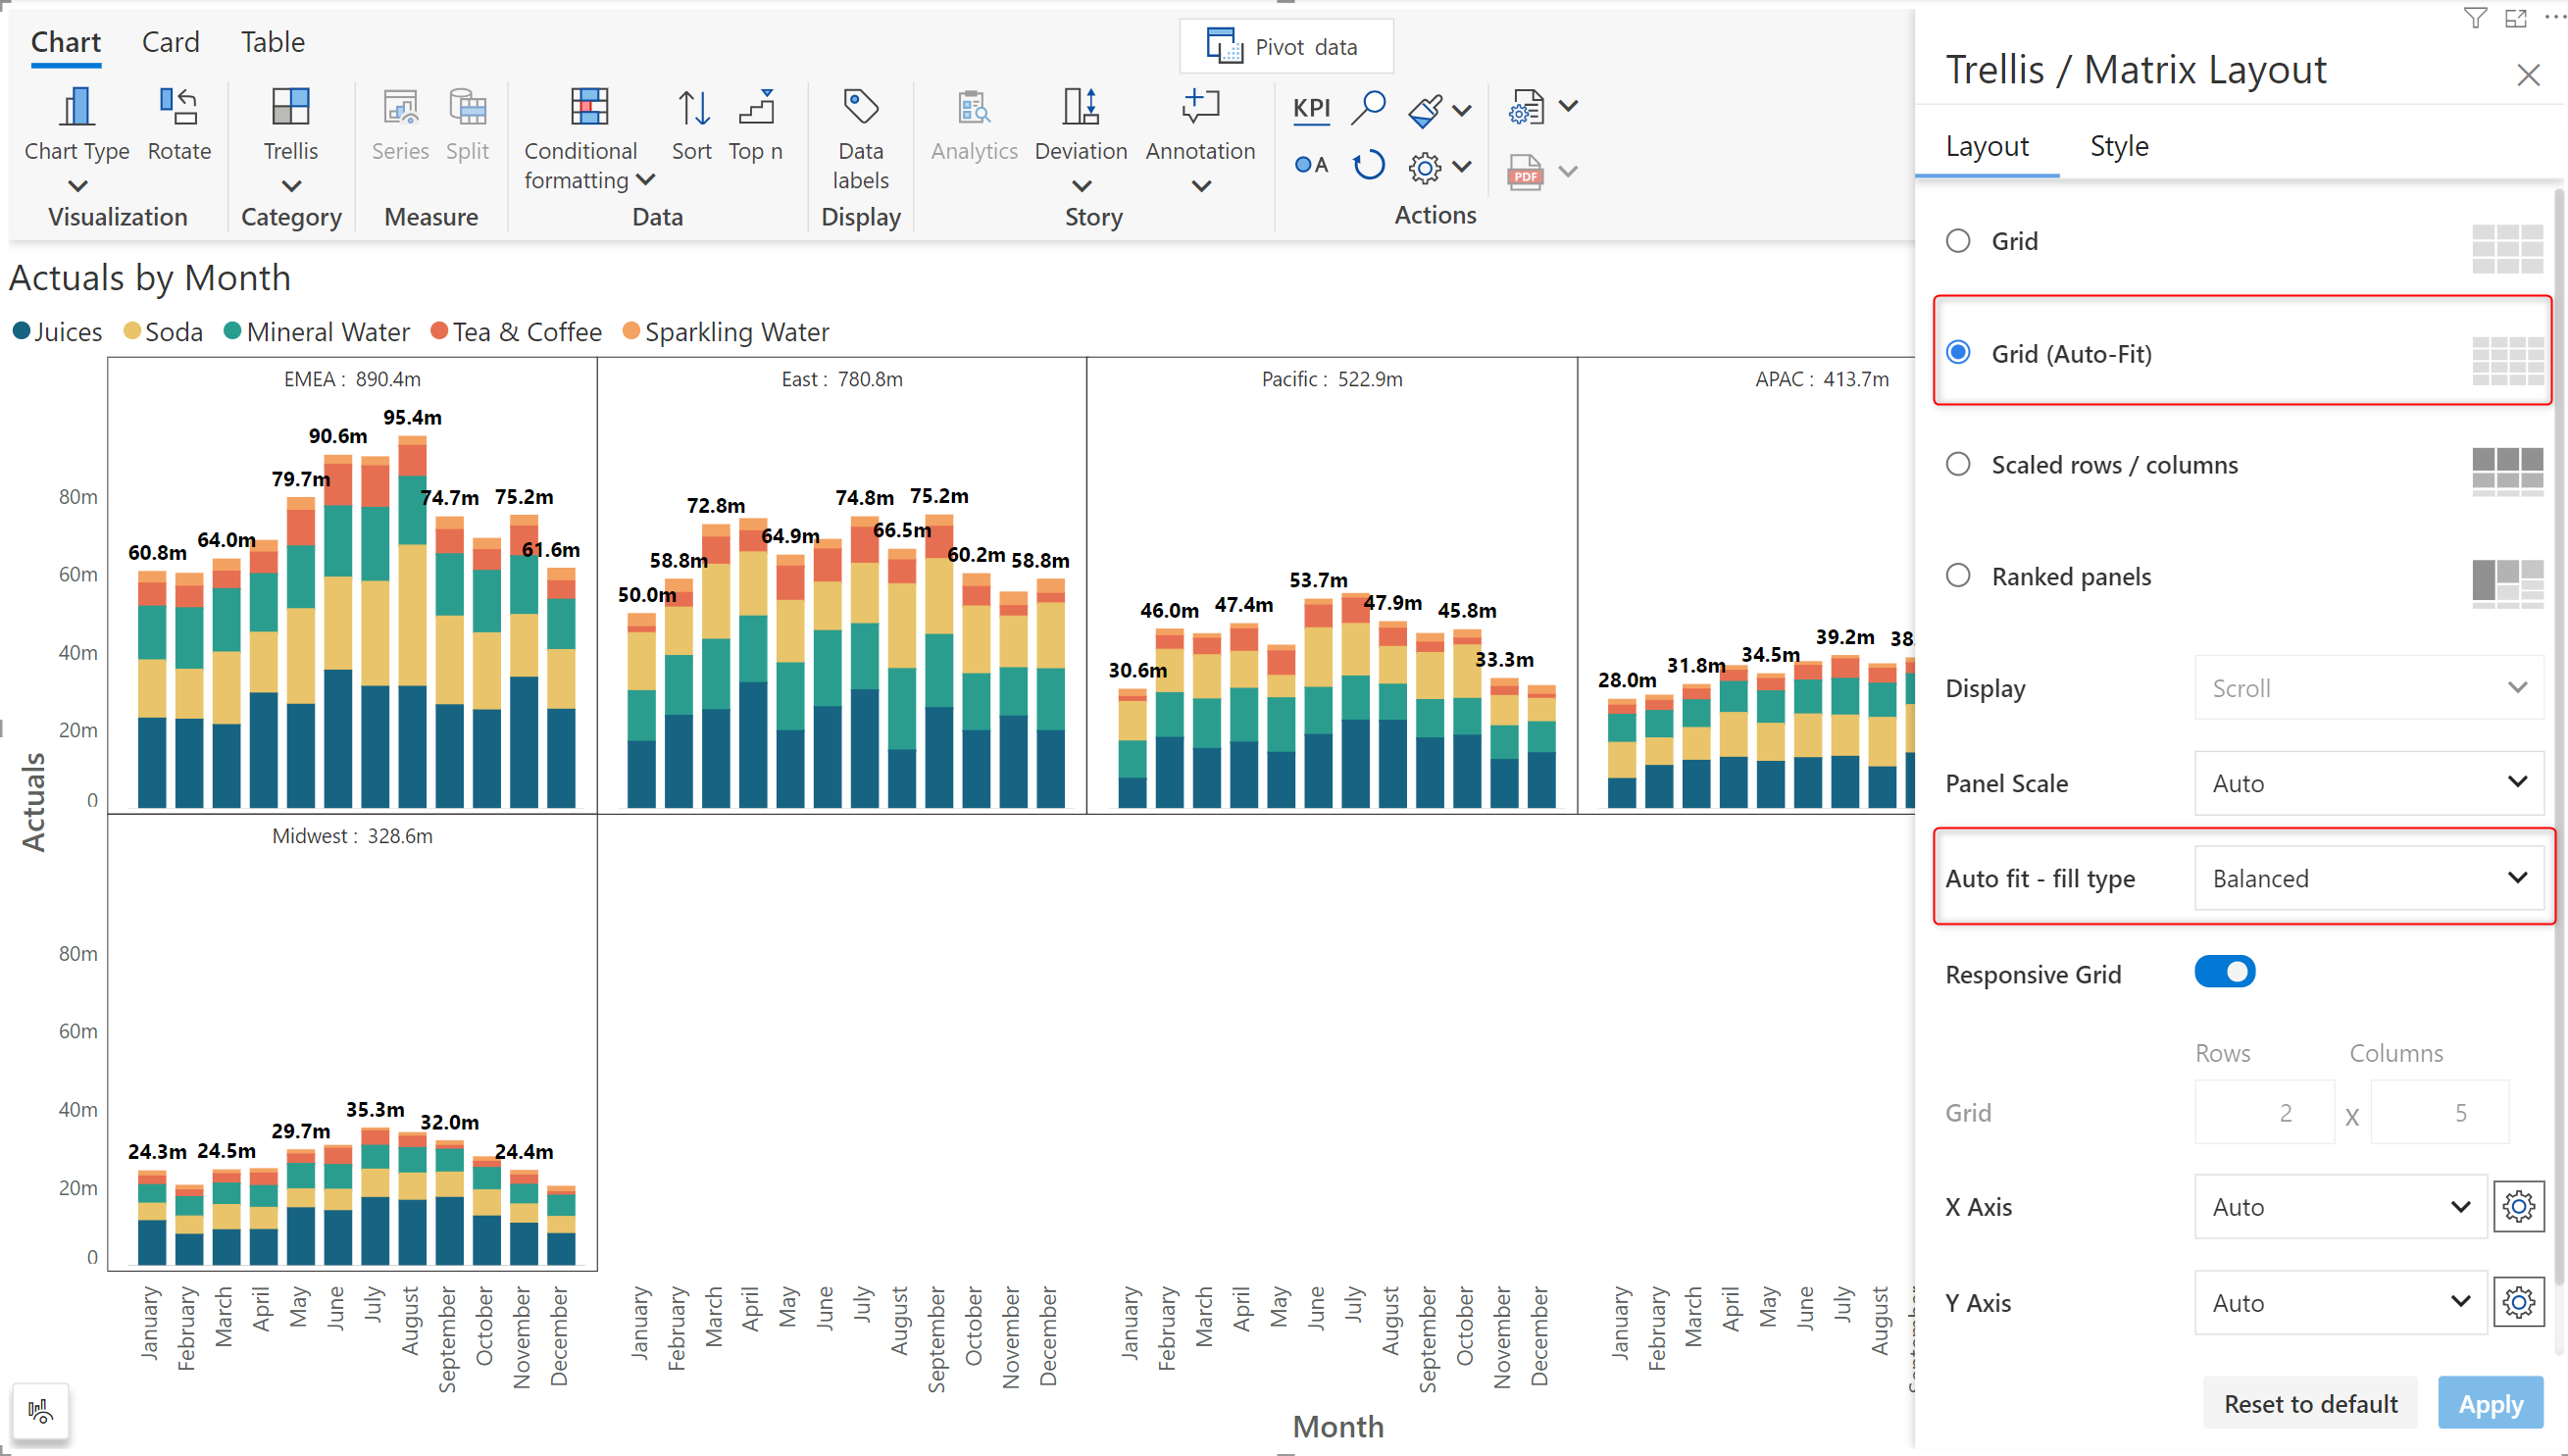 Chart Card Table
Pivot data
Chart Type Rotate Trellis Series Split Conditional formatting Sort Top n Data labels Analytics Deviation Annotation KPI
A
PDF
Visualization Category Measure Data Display Story Actions
Actuals by Month
Juices Soda Mineral Water Tea & Coffee Sparkling Water
EMEA : 890.4m
80m
60m
40m
20m
0
60.8m 64.0m 79.7m 90.6m 95.4m 74.7m 75.2m 61.6m
East : 780.8m
50.0m 58.8m 72.8m 64.9m 74.8m 66.5m 75.2m 60.2m 58.8m
Pacific : 522.9m
30.6m 46.0m 47.4m 53.7m 47.9m 45.8m 33.3m
APAC : 413.7m
28.0m 31.8m 34.5m 39.2m 38.
Actuals
Midwest : 328.6m
80m
60m
40m
20m
0
24.3m 24.5m 29.7m 35.3m 32.0m 24.4m
January February March April May June July August September October November December
January February March April May June July August September October November December
January February March April May June July August September October November December
January February March April May June July August
Month
Trellis / Matrix Layout
Layout Style
Grid
Grid (Auto-Fit)
Scaled rows / columns
Ranked panels
Display Scroll
Panel Scale Auto
Auto fit - fill type Balanced
Responsive Grid
Rows Columns
Grid 2 X 5
X Axis Auto
Y Axis Auto
Reset to default Apply